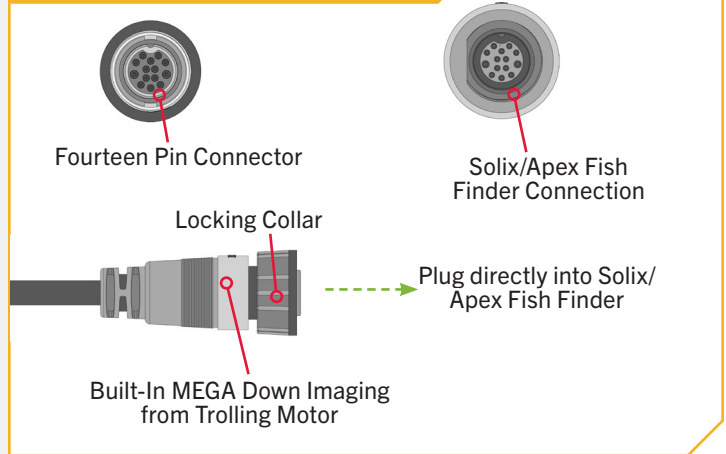 Fourteen Pin Connector
Solix/Apex Fish
Finder Connection
Locking Collar
Plug directly into Solix/
Apex Fish Finder
Built-In MEGA Down Imaging
from Trolling Motor